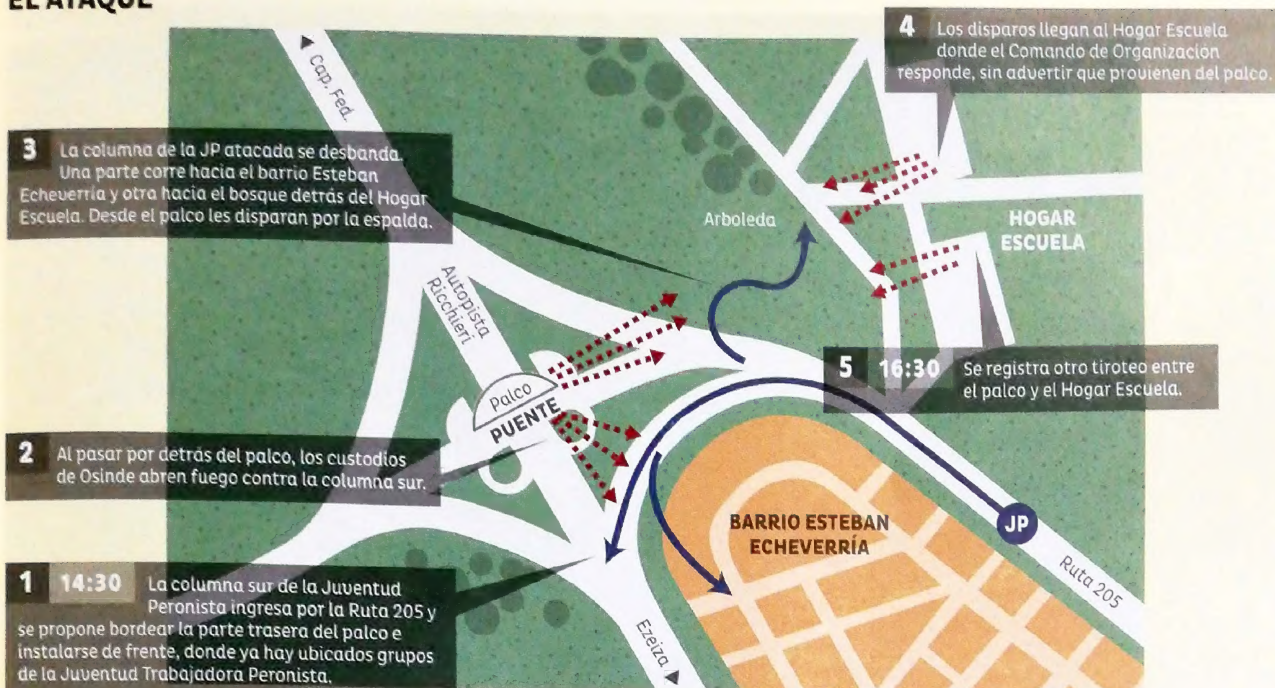 EL ATAQUE
4 Los disparos llegan al Hogar Escuela
donde el Comando de Organización
responde, sin advertir que provienen del palco.
◀ Cap. Fed.
3 La columna de la JP atacada se desbanda.
Una parte corre hacia el barrio Esteban
Echeverría y otra hacia el bosque detrás del Hogar
Escuela. Desde el palco les disparan por la espalda.
Arboleda
HOGAR
ESCUELA
Autopista
Ricchieri
5 16:30 Se registra otro tiroteo entre
el palco y el Hogar Escuela.
Palco
PUENTE
2 Al pasar por detrás del palco, los custodios
de Osinde abren fuego contra la columna sur.
BARRIO ESTEBAN
ECHEVERRÍA
JP
Ruta 205
1 14:30 La columna sur de la Juventud
Peronista ingresa por la Ruta 205 y
se propone bordear la parte trasera del palco e
instalarse de frente, donde ya hay ubicados grupos
de la Juventud Trabajadora Peronista.
Ezeiza ▶